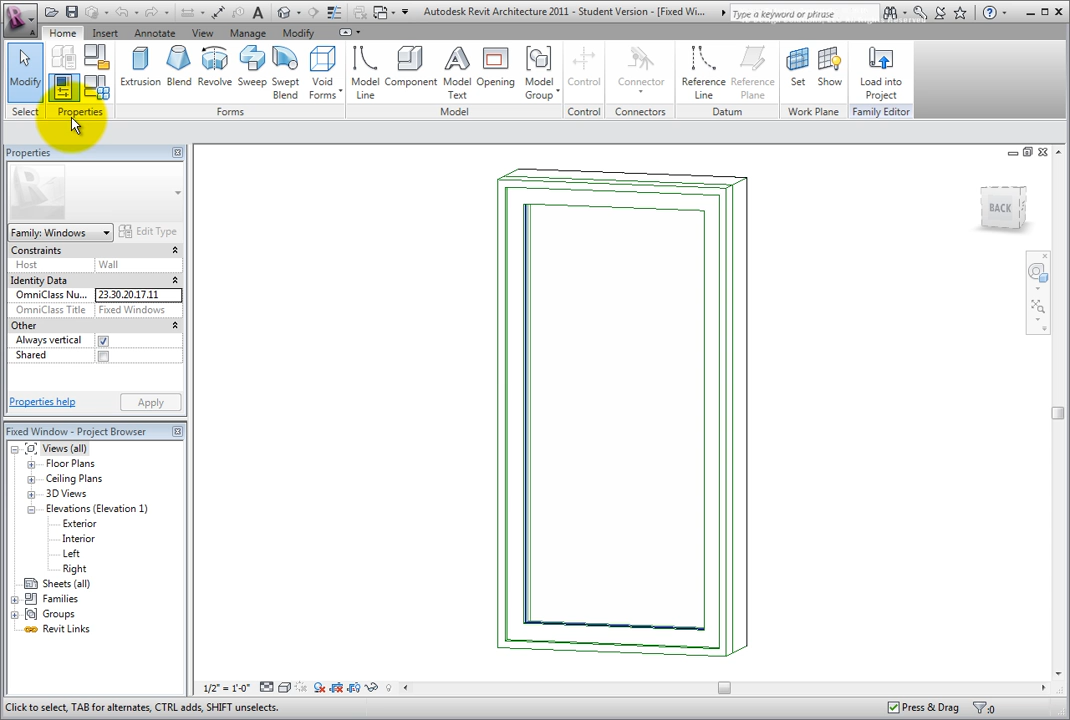 Autodesk Revit Architecture 2011 - Student Version - [Fixed Wi...
Type a keyword or phrase
Home Insert Annotate View Manage Modify
Modify
Extrusion Blend Revolve Sweep Swept Blend Void Forms
Model Line Component Model Text Opening Model Group
Control Connector Reference Line Reference Plane Set Show Load into Project
Select Properties Forms Model Control Connectors Datum Work Plane Family Editor
Properties
Family: Windows Edit Type
Constraints
Host Wall
Identity Data
OmniClass Nu... 23.30.20.17.11
OmniClass Title Fixed Windows
Other
Always vertical
Shared
Properties help Apply
Fixed Window - Project Browser
Views (all)
Floor Plans
Ceiling Plans
3D Views
Elevations (Elevation 1)
Exterior
Interior
Left
Right
Sheets (all)
Families
Groups
Revit Links
BACK
1/2" = 1'-0"
Click to select, TAB for alternates, CTRL adds, SHIFT unselects.
Press & Drag :0